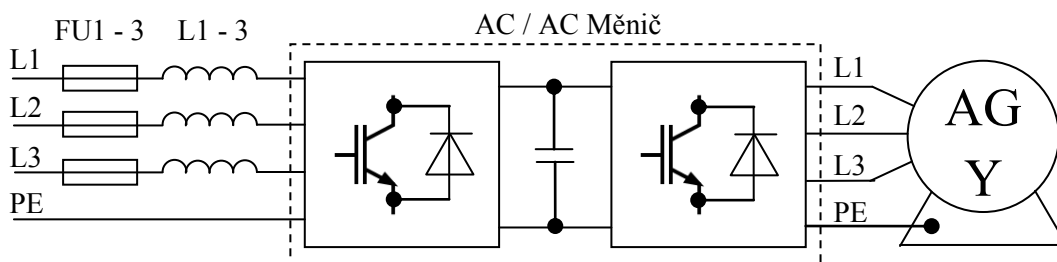 AC / AC Měnič
FU1 - 3 L1 - 3
L1
L2
L3
PE
L1
L2
L3
PE
AG
Y